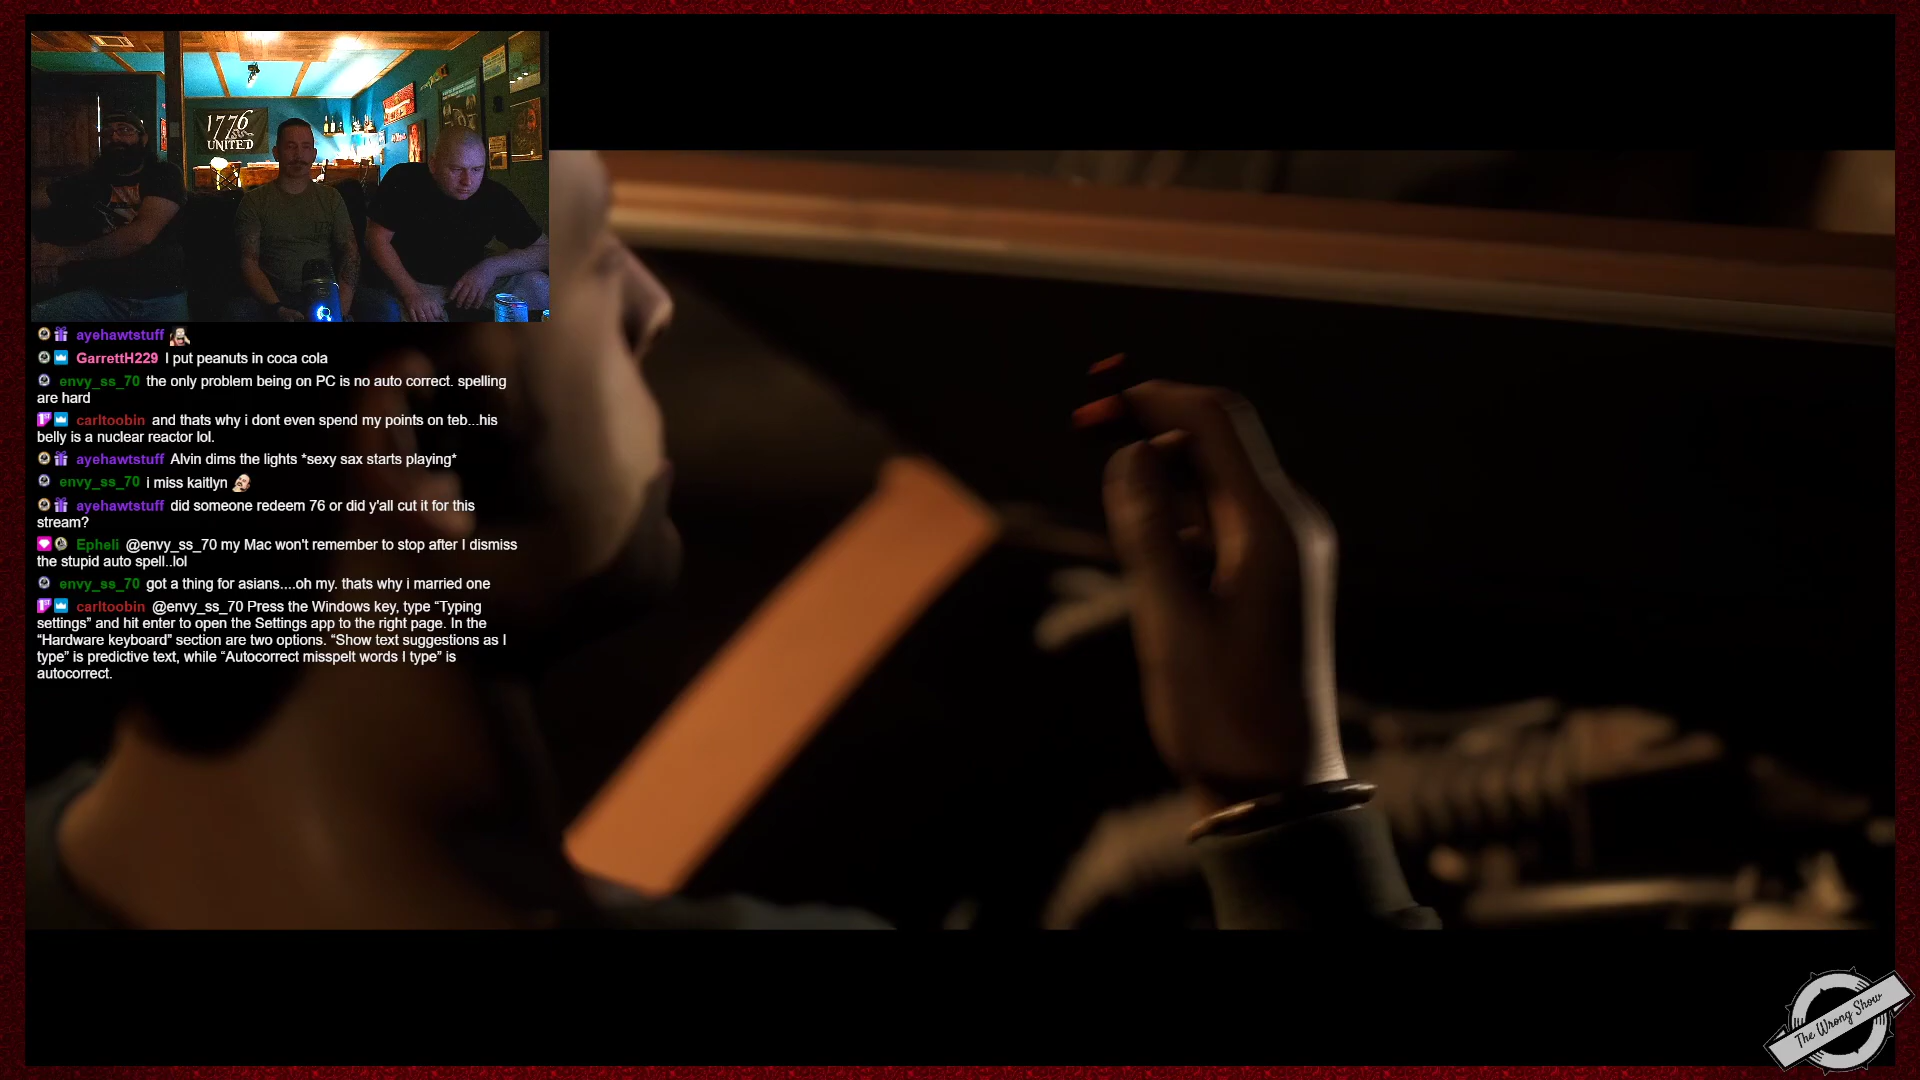 1776
UNITED
ayehawtstuff
GarrettH229 I put peanuts in coca cola
envy_ss_70 the only problem being on PC is no auto correct. spelling
are hard
carltoobin and thats why i dont even spend my points on teb...his
belly is a nuclear reactor lol.
ayehawtstuff Alvin dims the lights *sexy sax starts playing*
envy_ss_70 i miss kaitlyn
ayehawtstuff did someone redeem 76 or did y'all cut it for this
stream?
Epheli @envy_ss_70 my Mac won't remember to stop after I dismiss
the stupid auto spell..lol
envy_ss_70 got a thing for asians....oh my. thats why i married one
carltoobin @envy_ss_70 Press the Windows key, type “Typing
settings” and hit enter to open the Settings app to the right page. In the
“Hardware keyboard” section are two options. “Show text suggestions as I
type” is predictive text, while “Autocorrect misspelt words I type” is
autocorrect.
The Wrong Show